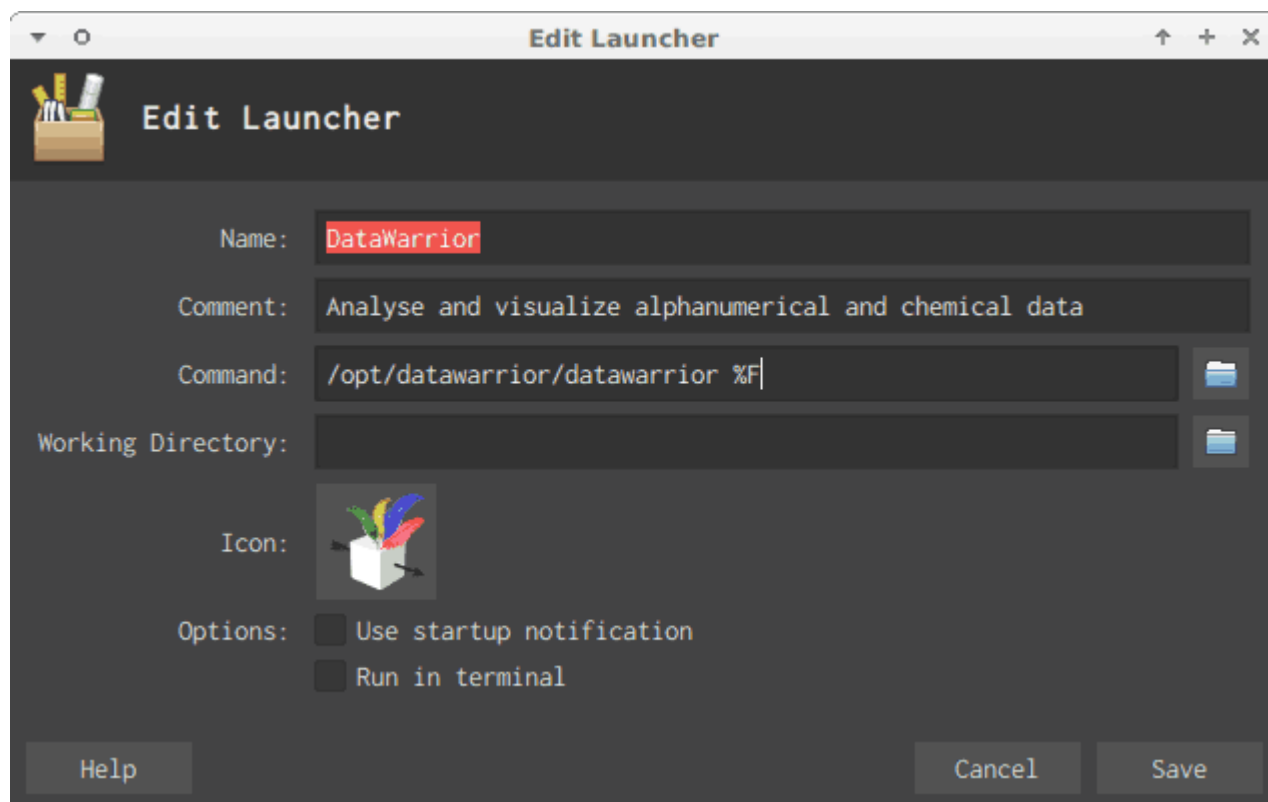 Edit Launcher
Edit Launcher
Name: DataWarrior
Comment: Analyse and visualize alphanumerical and chemical data
Command: /opt/datawarrior/datawarrior %F
Working Directory:
Icon:
Options: Use startup notification
Run in terminal
Help Cancel Save